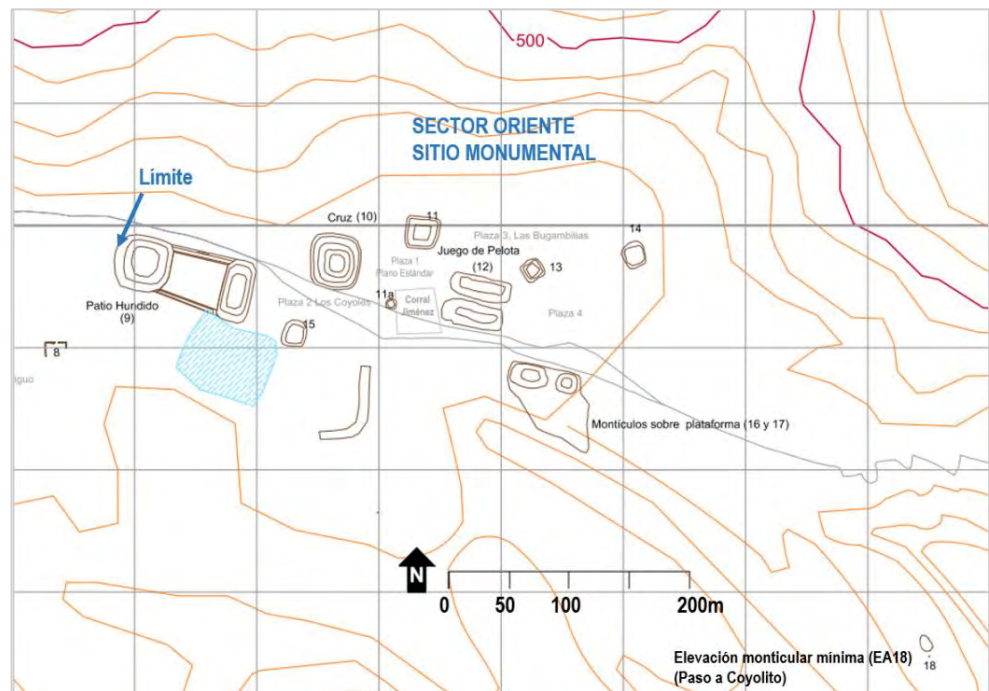 500
SECTOR ORIENTE
SITIO MONUMENTAL
Límite
Cruz (10)
11
Plaza 3, Las Bugambilias
14
Juego de Pelota
(12)
Plaza 1
Plano Estándar
13
11a
Corral
Jiménez
Plaza 2 Los Coyoles
Plaza 4
Patio Hundido
(9)
15
8
iguo
Montículos sobre plataforma (16 y 17)
N
0 50 100 200m
Elevación monticular mínima (EA18)
(Paso a Coyolito)
18